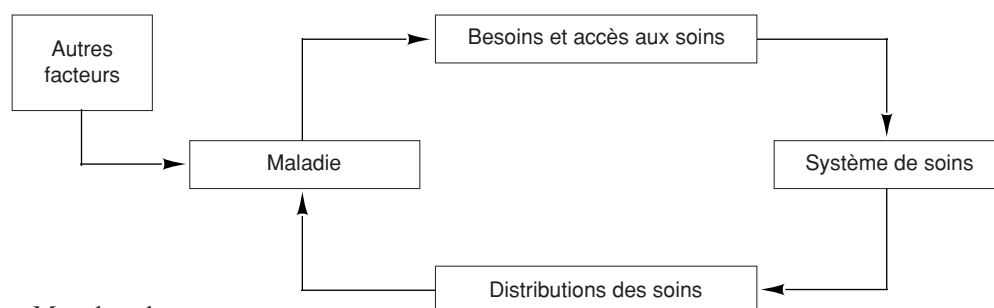 Autres
facteurs
Besoins et accès aux soins
Maladie
Système de soins
Distributions des soins